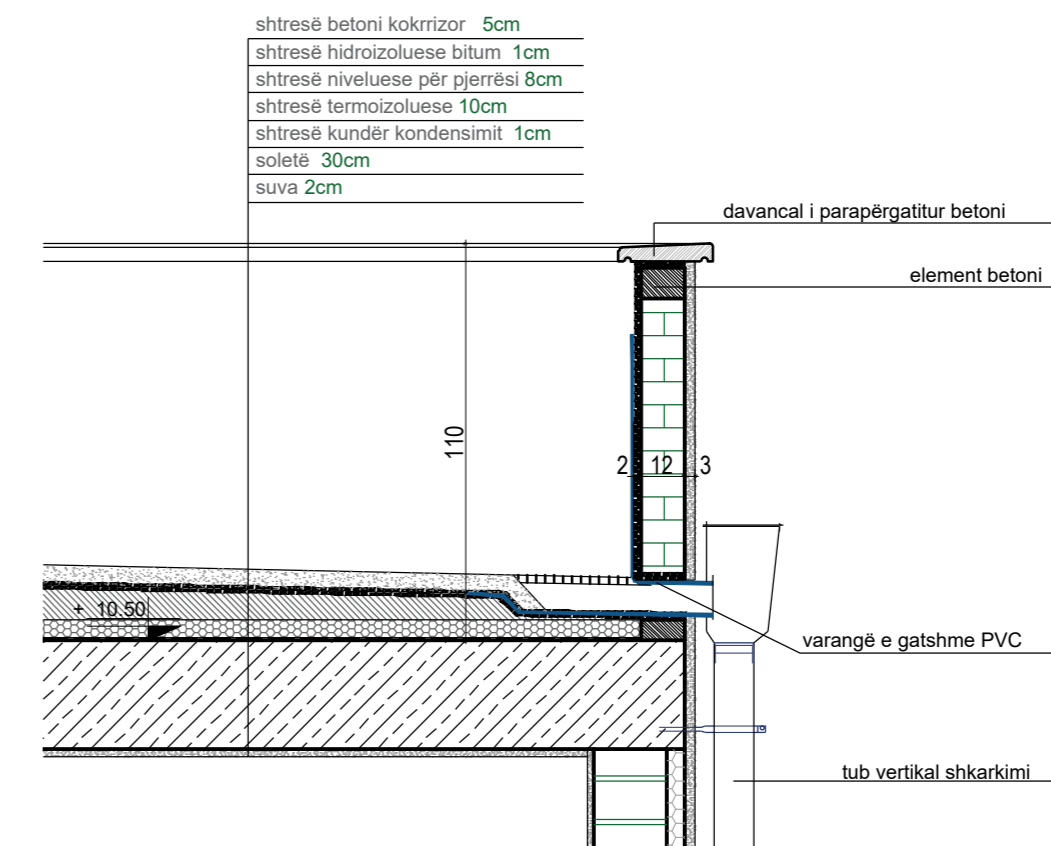 shtresë betoni kokrrizor 5cm
shtresë hidroizoluese bitum 1cm
shtresë niveluese për pjerrësi 8cm
shtresë termoizoluese 10cm
shtresë kundër kondensimit 1cm
soletë 30cm
suva 2cm
davancal i parapërgatitur betoni
element betoni
110
2 12 3
+ 10.50
varangë e gatshme PVC
tub vertikal shkarkimi